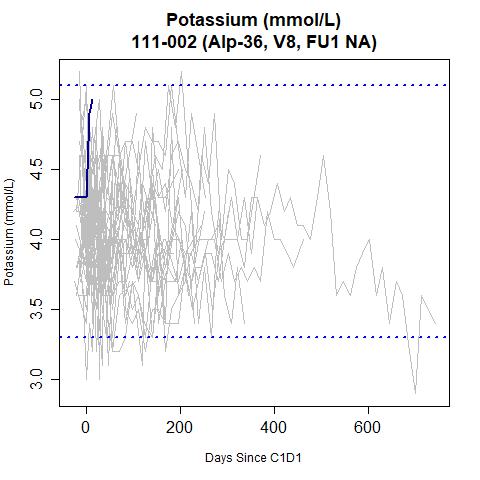 Potassium (mmol/L)
111-002 (Alp-36, V8, FU1 NA)
Potassium (mmol/L)
5.0
4.5
4.0
3.5
3.0
0 200 400 600
Days Since C1D1